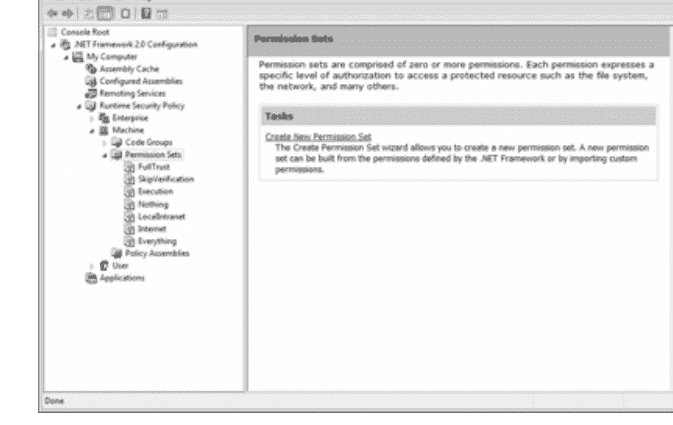 Console Root
.NET Framework 2.0 Configuration
My Computer
Assembly Cache
Configured Assemblies
Remoting Services
Runtime Security Policy
Enterprise
Machine
Code Groups
Permission Sets
FullTrust
SkipVerification
Execution
Nothing
LocalIntranet
Internet
Everything
Policy Assemblies
User
Applications
Permission Sets
Permission sets are comprised of zero or more permissions. Each permission expresses a
specific level of authorization to access a protected resource such as the file system,
the network, and many others.
Tasks
Create New Permission Set
The Create Permission Set wizard allows you to create a new permission set. A new permission
set can be built from the permissions defined by the .NET Framework or by importing custom
permissions.
Done